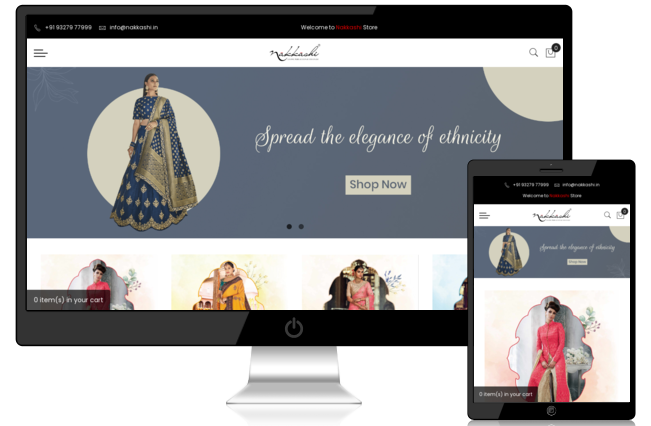 +91 93279 77999 info@nakkashi.in Welcome to Nakkashi Store
nakkashi 0
Spread the elegance of ethnicity
Shop Now
0 item(s) in your cart
+91 93279 77999 info@nakkashi.in
Welcome to Nakkashi Store
nakkashi 0
Spread the elegance of ethnicity
Shop Now
0 item(s) in your cart